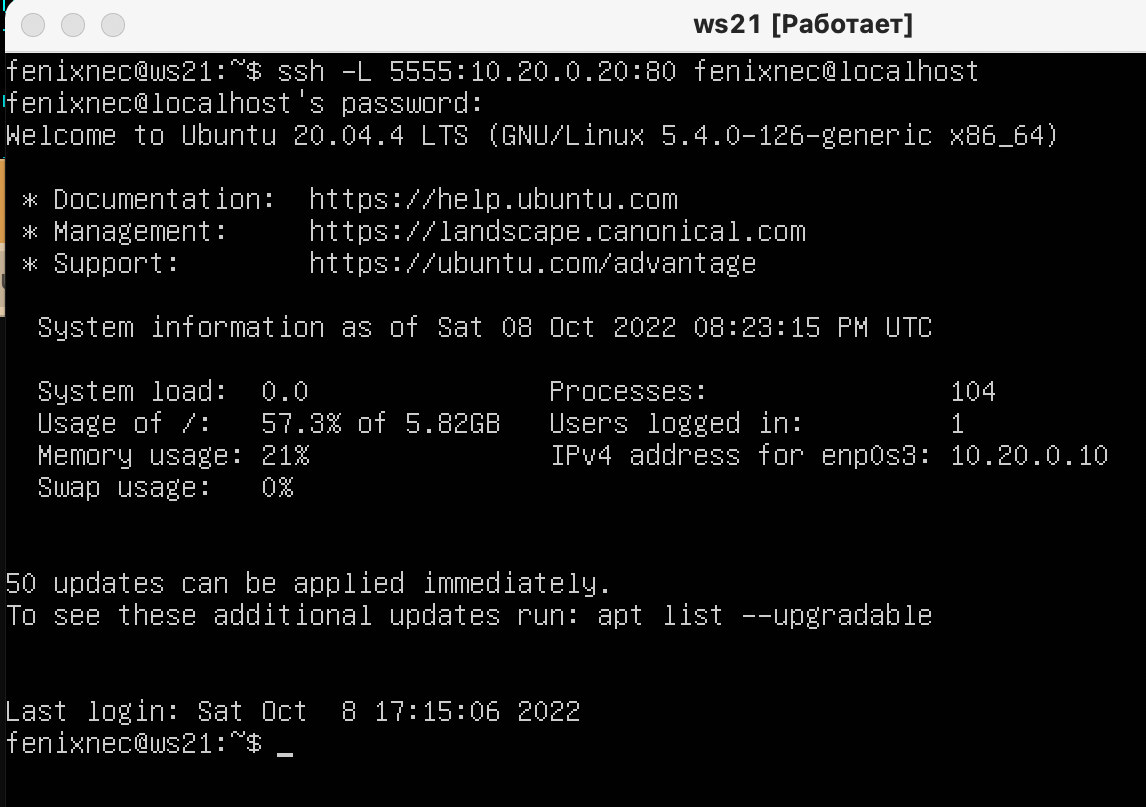 ws21 [Работает]
fenixnec@ws21:~$ ssh -L 5555:10.20.0.20:80 fenixnec@localhost
fenixnec@localhost's password:
Welcome to Ubuntu 20.04.4 LTS (GNU/Linux 5.4.0-126-generic x86_64)
* Documentation:  https://help.ubuntu.com
* Management:     https://landscape.canonical.com
* Support:        https://ubuntu.com/advantage
System information as of Sat 08 Oct 2022 08:23:15 PM UTC
System load:  0.0               Processes:               104
Usage of /:   57.3% of 5.82GB   Users logged in:         1
Memory usage: 21%               IPv4 address for enp0s3: 10.20.0.10
Swap usage:   0%
50 updates can be applied immediately.
To see these additional updates run: apt list --upgradable
Last login: Sat Oct  8 17:15:06 2022
fenixnec@ws21:~$ _